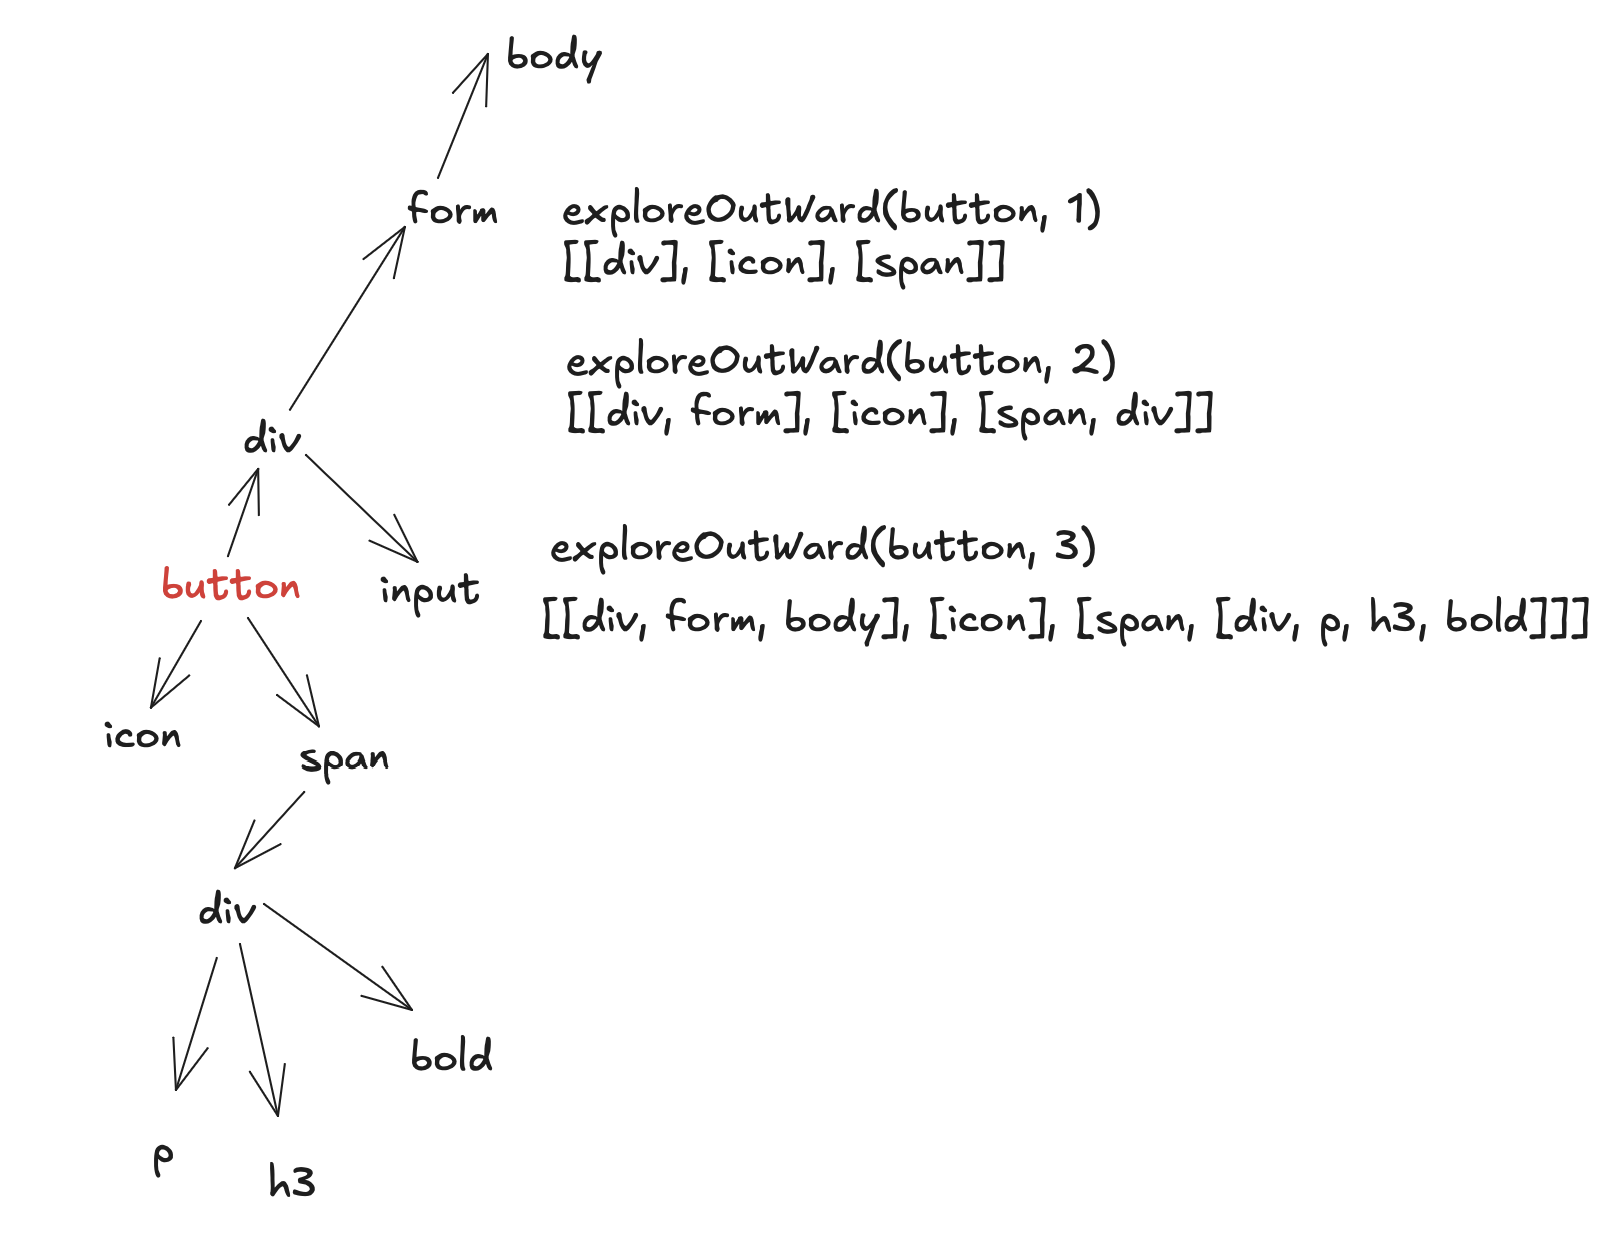 body
form
exploreOutWard(button, 1)
[[div], [icon], [span]]
exploreOutWard(button, 2)
[[div, form], [icon], [span, div]]
div
exploreOutWard(button, 3)
button
input
[[div, form, body], [icon], [span, [div, p, h3, bold]]]
icon
span
div
bold
p
h3